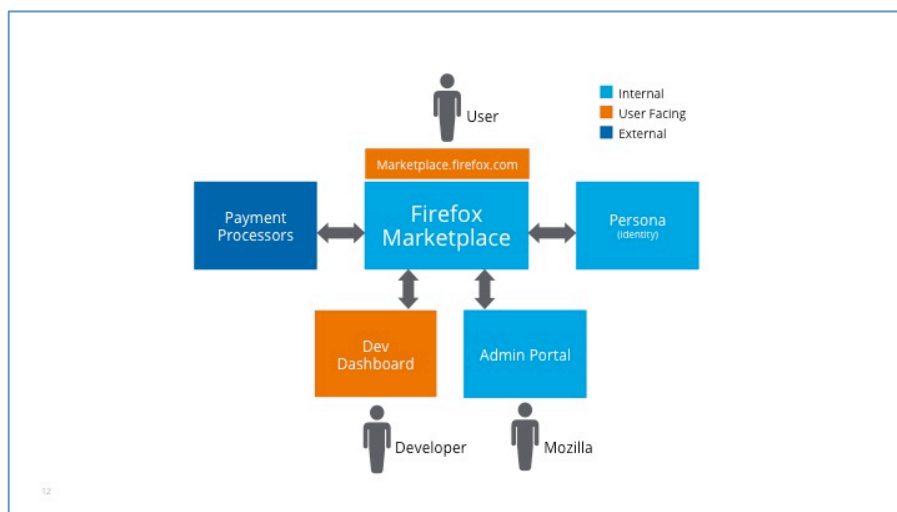 User
Internal
User Facing
External
Marketplace.firefox.com
Payment
Processors
Firefox
Marketplace
Persona
(Identity)
Dev
Dashboard
Admin Portal
Developer
Mozilla
12